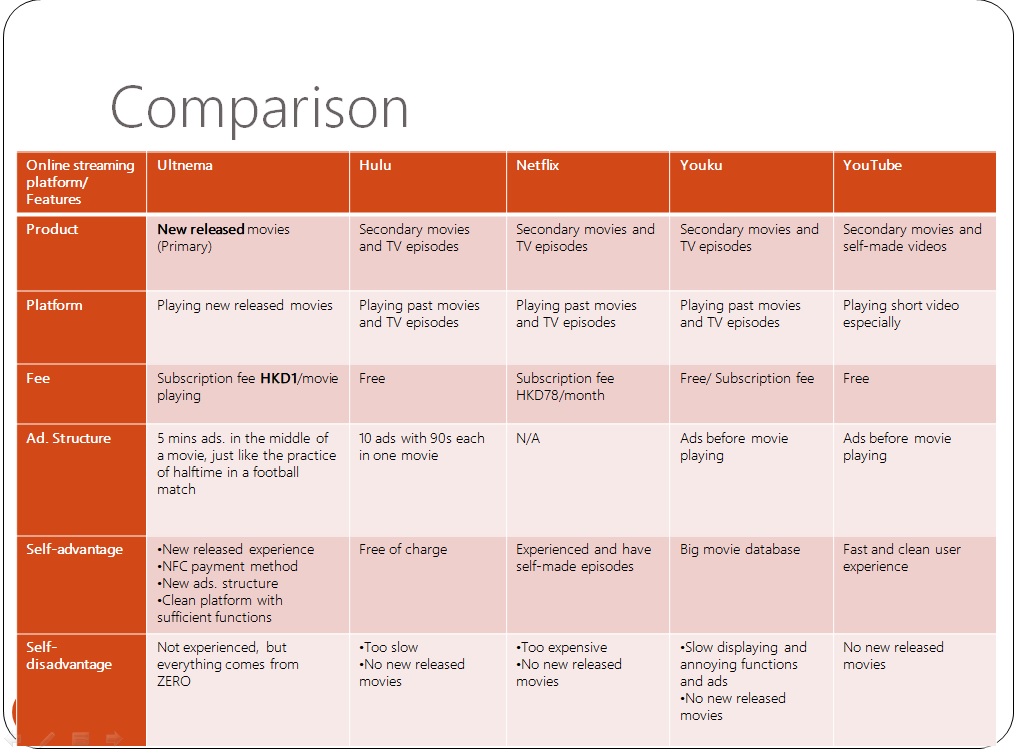 Comparison
Online streaming
platform/
Features
Ultnema
Hulu
Netflix
Youku
YouTube
Product
New released movies
(Primary)
Secondary movies
and TV episodes
Secondary movies and
TV episodes
Secondary movies and
TV episodes
Secondary movies and
self-made videos
Platform
Playing new released movies
Playing past movies
and TV episodes
Playing past movies
and TV episodes
Playing past movies
and TV episodes
Playing short video
especially
Fee
Subscription fee HKD1/movie
playing
Free
Subscription fee
HKD78/month
Free/ Subscription fee
Free
Ad. Structure
5 mins ads. in the middle of
a movie, just like the practice
of halftime in a football
match
10 ads with 90s each
in one movie
N/A
Ads before movie
playing
Ads before movie
playing
Self-advantage
•New released experience
•NFC payment method
•New ads. structure
•Clean platform with
sufficient functions
Free of charge
Experienced and have
self-made episodes
Big movie database
Fast and clean user
experience
Self-
disadvantage
Not experienced, but
everything comes from
ZERO
•Too slow
•No new released
movies
•Too expensive
•No new released
movies
•Slow displaying and
annoying functions
and ads
•No new released
movies
No new released
movies